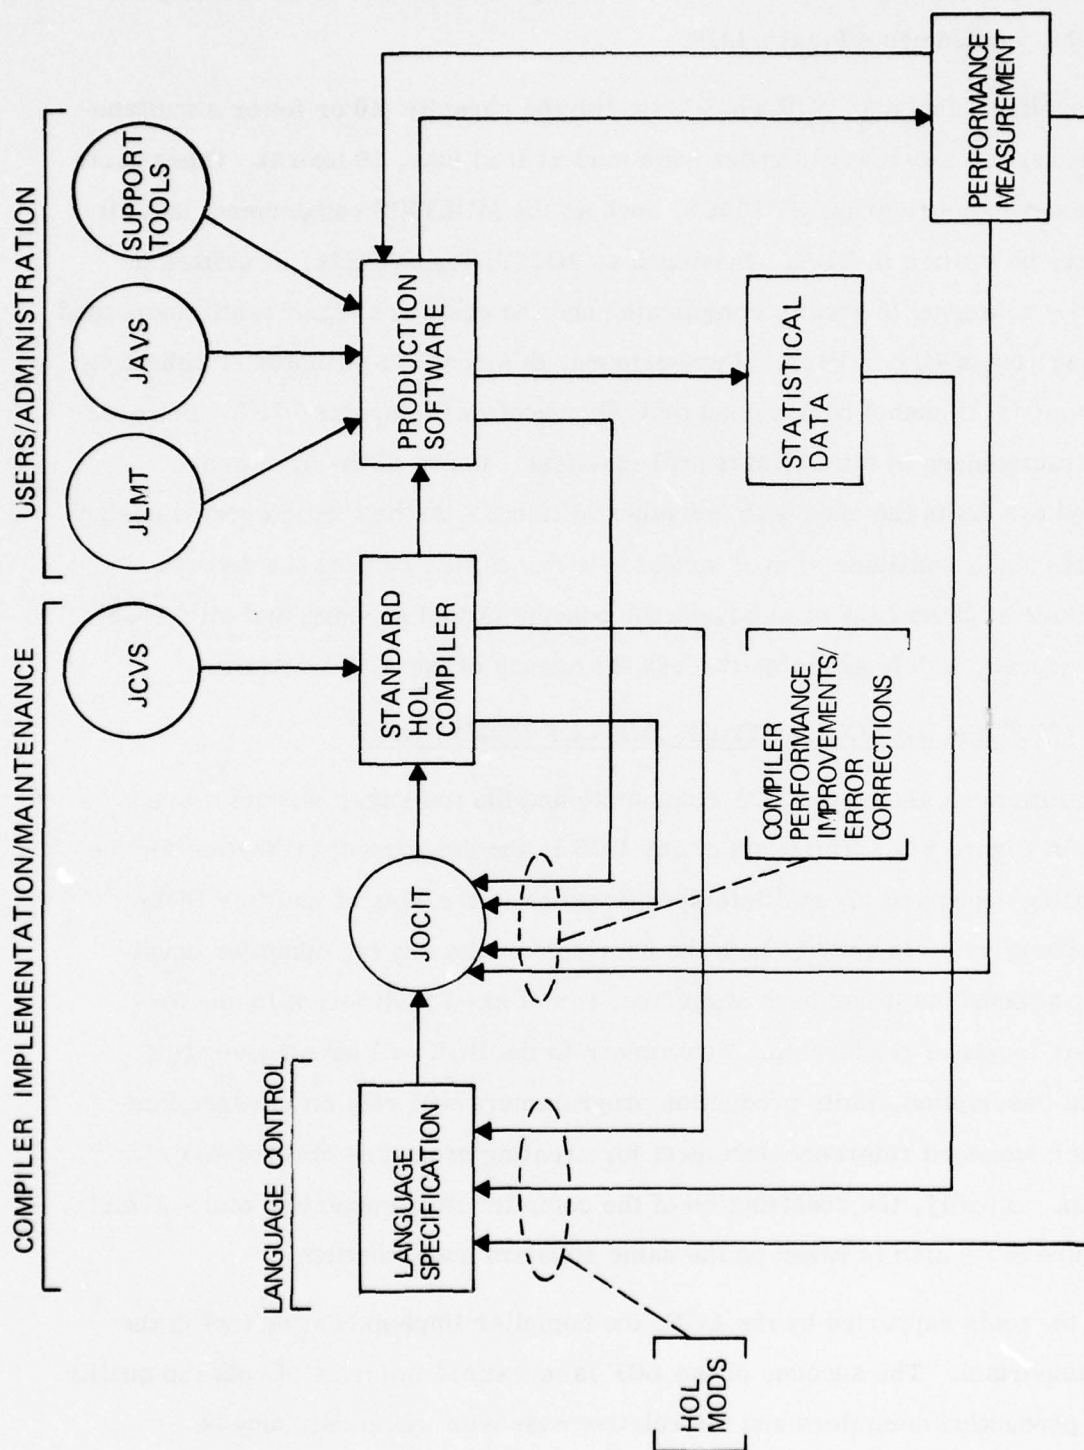 COMPILER IMPLEMENTATION/MAINTENANCE
USERS/ADMINISTRATION
LANGUAGE CONTROL
JCVS
JLMT
JAVS
SUPPORT
TOOLS
LANGUAGE
SPECIFICATION
JOCIT
STANDARD
HOL
COMPILER
PRODUCTION
SOFTWARE
HOL
MODS
COMPILER
PERFORMANCE
IMPROVEMENTS/
ERROR
CORRECTIONS
STATISTICAL
DATA
PERFORMANCE
MEASUREMENT